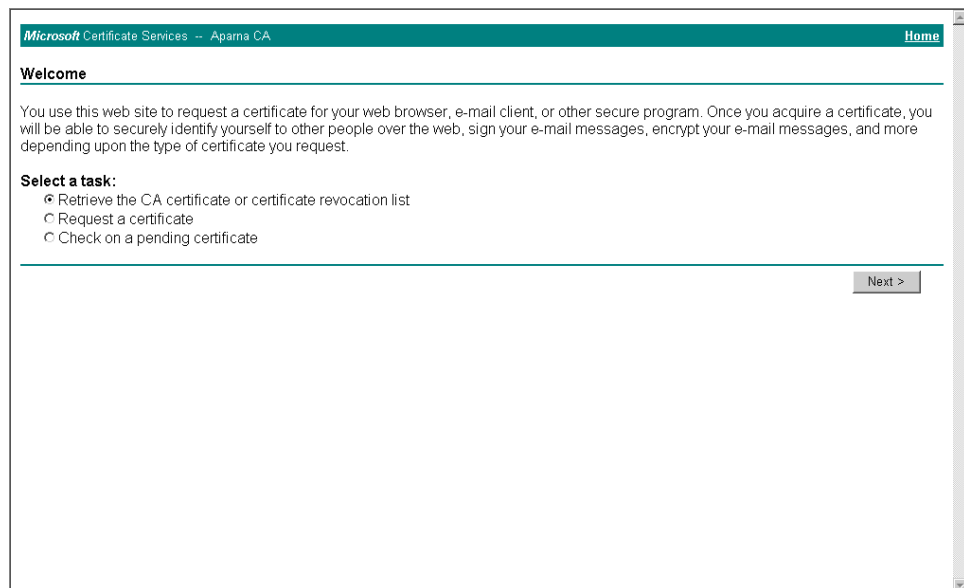 Microsoft Certificate Services -- Aparna CA Home
Welcome
You use this web site to request a certificate for your web browser, e-mail client, or other secure program. Once you acquire a certificate, you
will be able to securely identify yourself to other people over the web, sign your e-mail messages, encrypt your e-mail messages, and more
depending upon the type of certificate you request.
Select a task:
Retrieve the CA certificate or certificate revocation list
Request a certificate
Check on a pending certificate
Next >